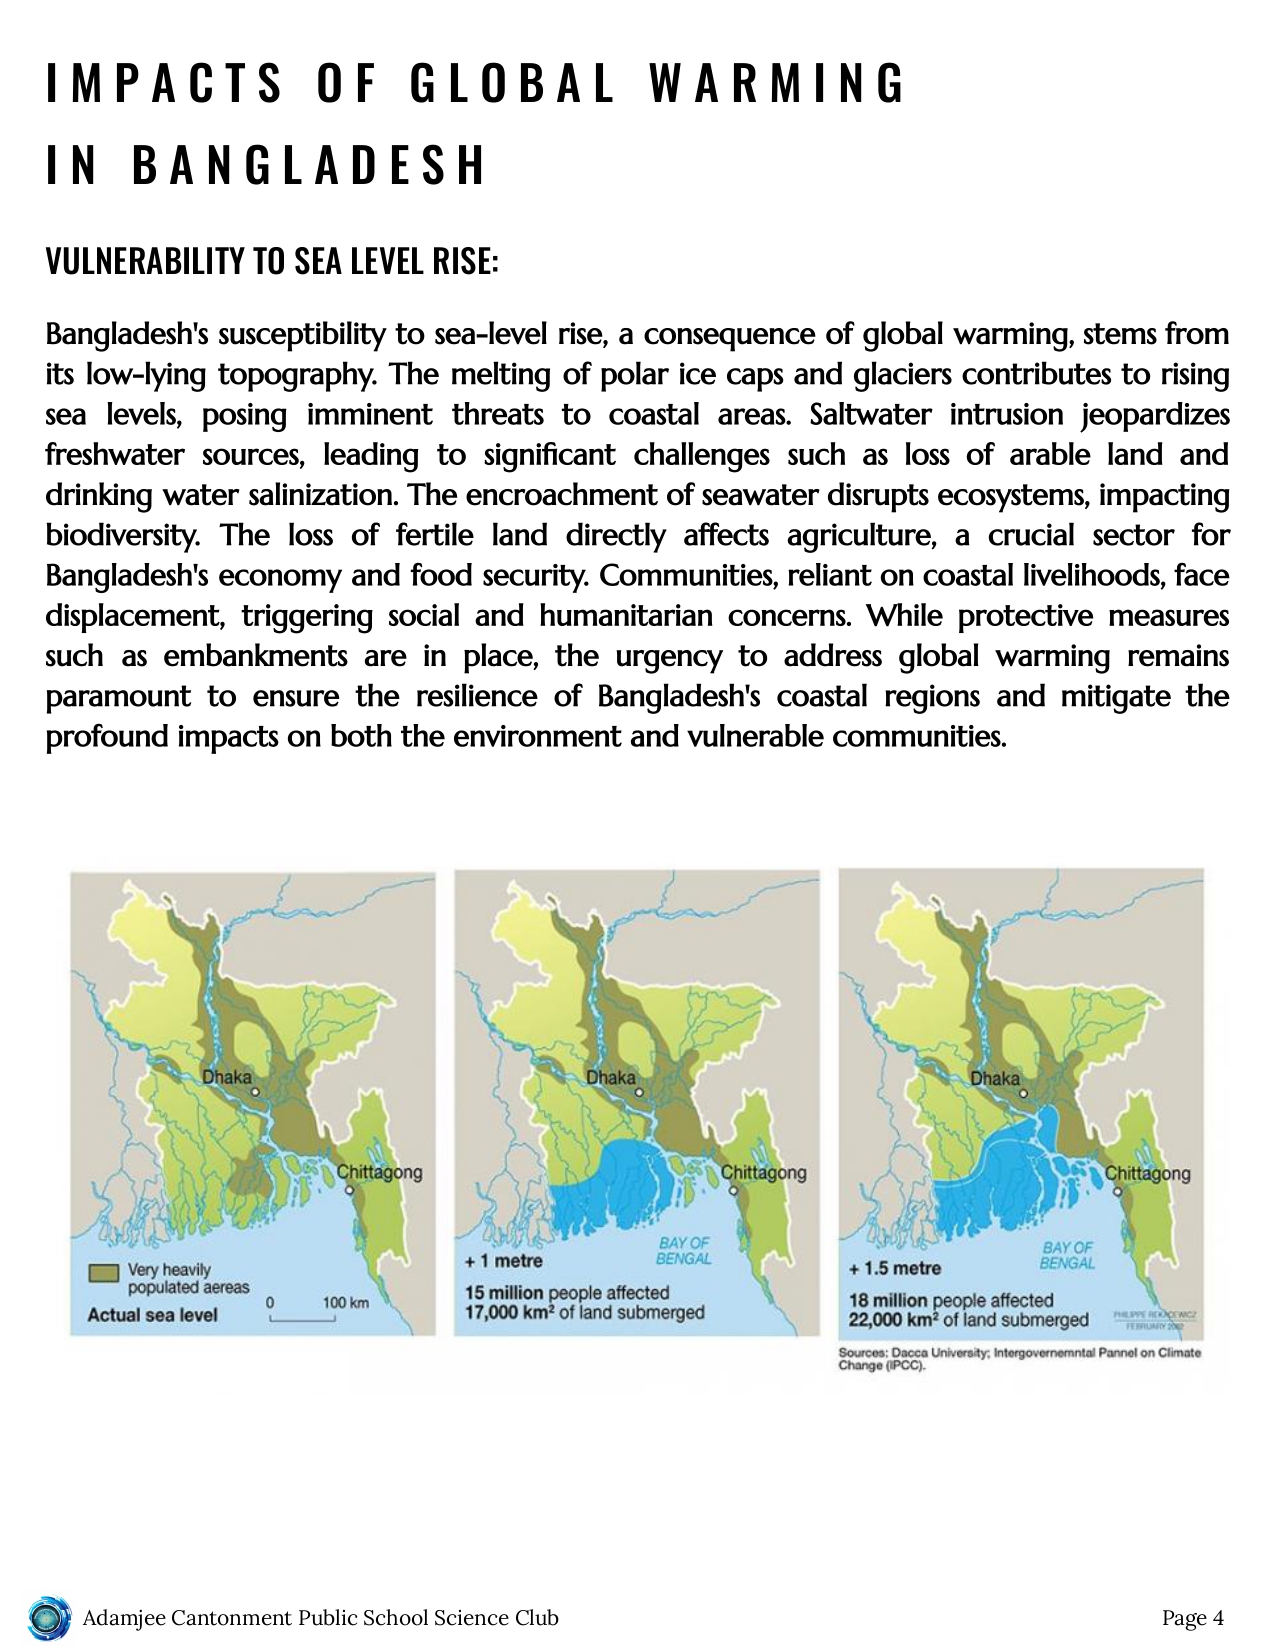 IMPACTS OF GLOBAL WARMING
IN BANGLADESH
VULNERABILITY TO SEA LEVEL RISE:
Bangladesh's susceptibility to sea-level rise, a consequence of global warming, stems from
its low-lying topography. The melting of polar ice caps and glaciers contributes to rising
sea levels, posing imminent threats to coastal areas. Saltwater intrusion jeopardizes
freshwater sources, leading to significant challenges such as loss of arable land and
drinking water salinization. The encroachment of seawater disrupts ecosystems, impacting
biodiversity. The loss of fertile land directly affects agriculture, a crucial sector for
Bangladesh's economy and food security. Communities, reliant on coastal livelihoods, face
displacement, triggering social and humanitarian concerns. While protective measures
such as embankments are in place, the urgency to address global warming remains
paramount to ensure the resilience of Bangladesh's coastal regions and mitigate the
profound impacts on both the environment and vulnerable communities.
Dhaka
Chittagong
Very heavily
populated aereas
Actual sea level
0 100 km
Dhaka
Chittagong
BAY OF
BENGAL
+ 1 metre
15 million people affected
17,000 km² of land submerged
Dhaka
Chittagong
BAY OF
BENGAL
+ 1.5 metre
18 million people affected
22,000 km² of land submerged
PHILIPPE REKACEWICZ
FEBRUARY 2002
Sources: Dacca University; Intergovernemntal Pannel on Climate
Change (IPCC).
Adamjee Cantonment Public School Science Club
Page 4